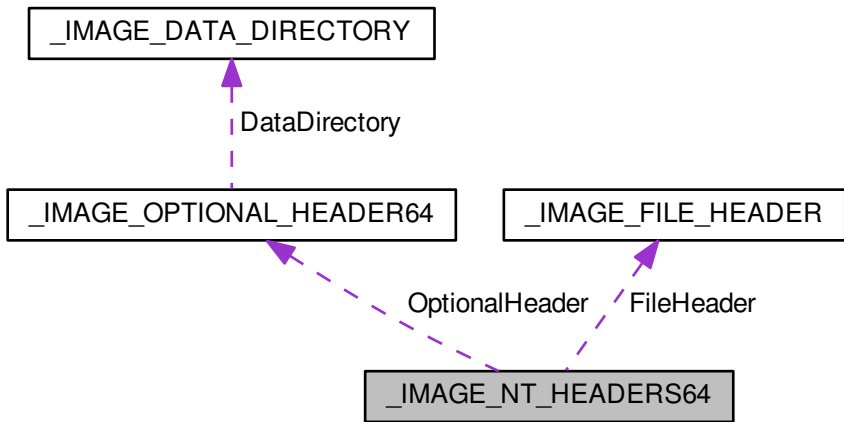 _IMAGE_DATA_DIRECTORY
DataDirectory
_IMAGE_OPTIONAL_HEADER64
_IMAGE_FILE_HEADER
OptionalHeader
FileHeader
_IMAGE_NT_HEADERS64